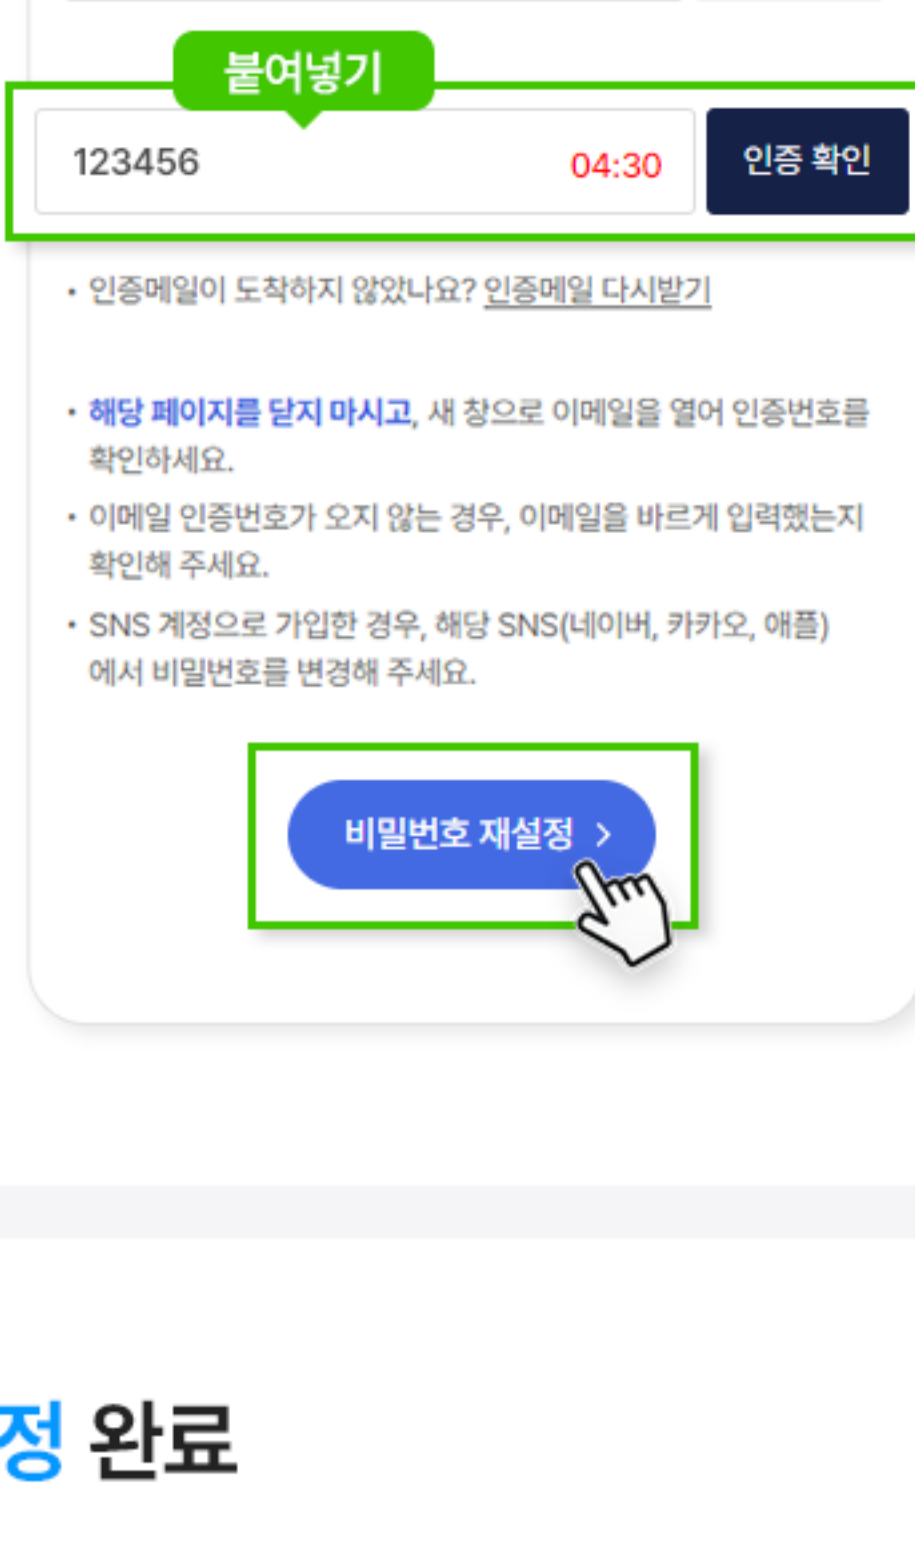 붙여넣기
123456 04:30 인증 확인
• 인증메일이 도착하지 않았나요? 인증메일 다시받기
• 해당 페이지를 닫지 마시고, 새 창으로 이메일을 열어 인증번호를
확인하세요.
• 이메일 인증번호가 오지 않는 경우, 이메일을 바르게 입력했는지
확인해 주세요.
• SNS 계정으로 가입한 경우, 해당 SNS(네이버, 카카오, 애플)
에서 비밀번호를 변경해 주세요.
비밀번호 재설정 >
정 완료